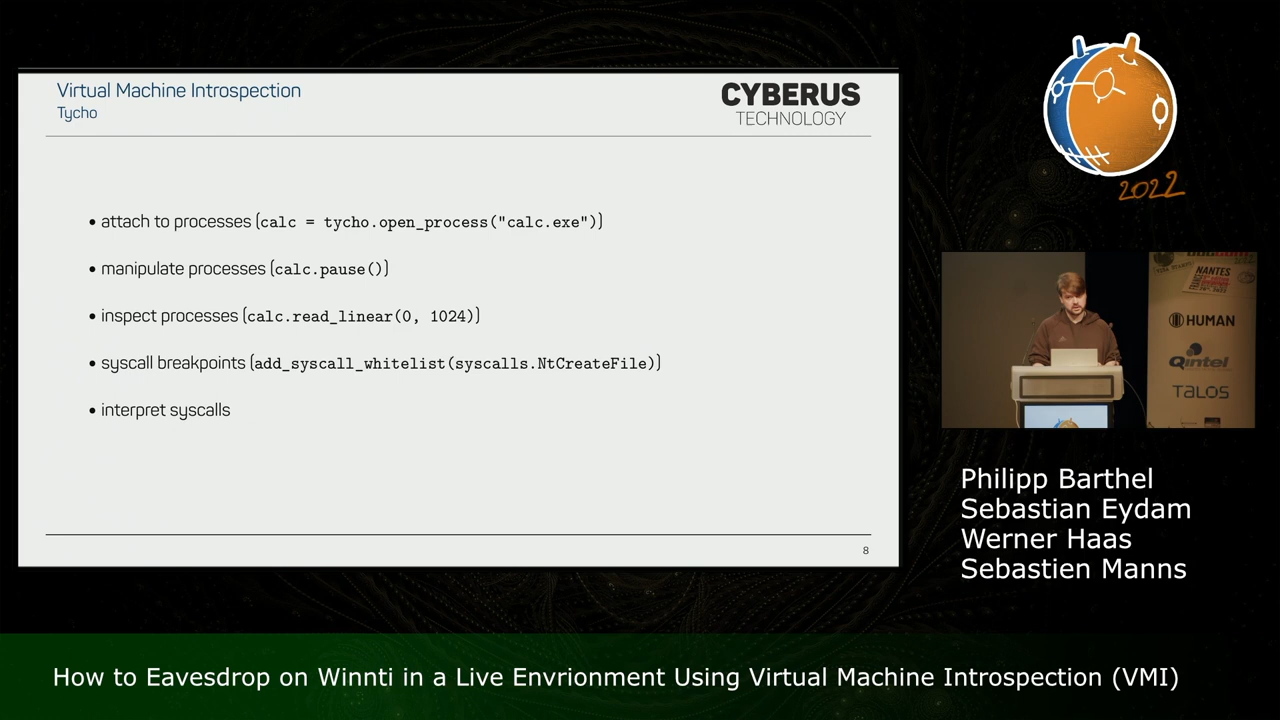 Virtual Machine Introspection
Tycho
CYBERUS
TECHNOLOGY
• attach to processes (calc = tycho.open_process("calc.exe"))
• manipulate processes (calc.pause())
• inspect processes (calc.read_linear(0, 1024))
• syscall breakpoints (add_syscall_whitelist(syscalls.NtCreateFile))
• interpret syscalls
8
2022
NANTES
HUMAN
Qintel
TALOS
Philipp Barthel
Sebastian Eydam
Werner Haas
Sebastien Manns
How to Eavesdrop on Winnti in a Live Envrionment Using Virtual Machine Introspection (VMI)